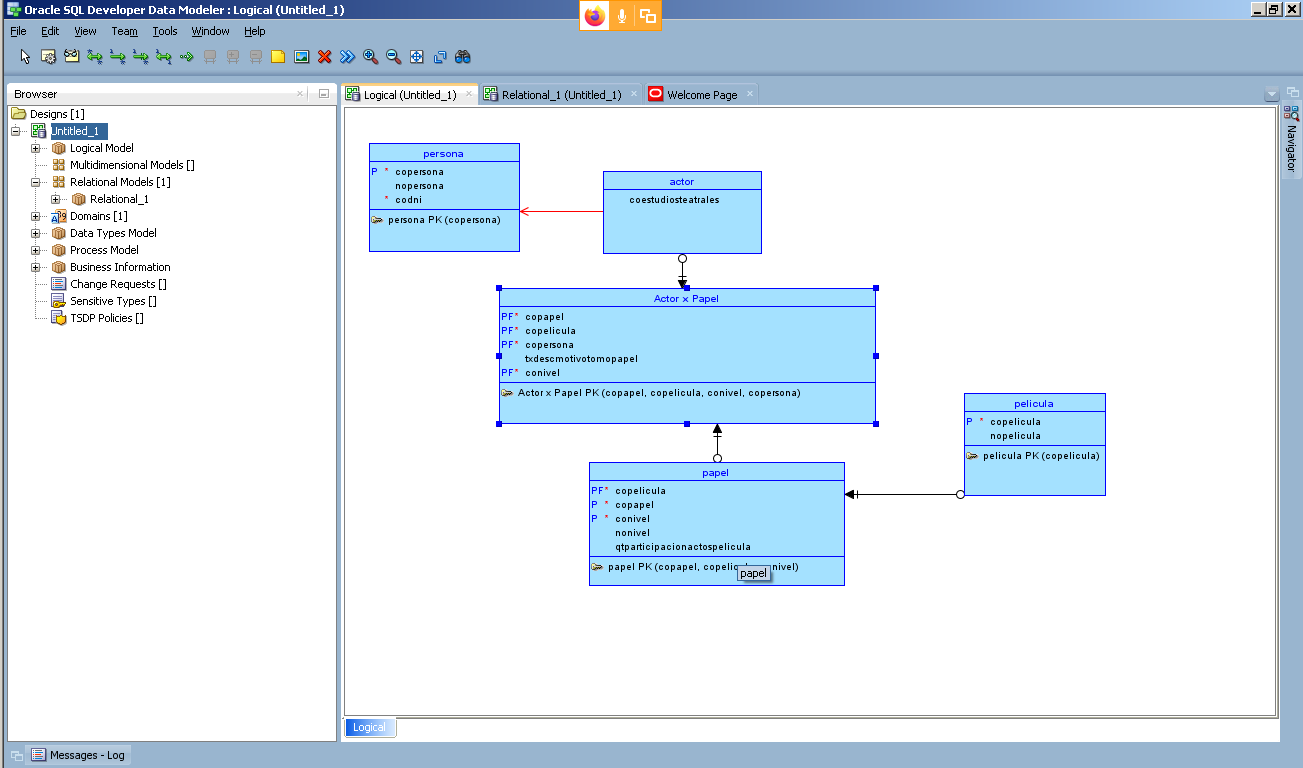 Oracle SQL Developer Data Modeler : Logical (Untitled_1)
File Edit View Team Tools Window Help
Browser
Designs [1]
Untitled_1
Logical Model
Multidimensional Models []
Relational Models [1]
Relational_1
Domains [1]
Data Types Model
Process Model
Business Information
Change Requests []
Sensitive Types []
TSDP Policies []
Logical (Untitled_1) Relational_1 (Untitled_1) Welcome Page
Navigator
persona
P * copersona
nopersona
* codni
persona PK (copersona)
actor
coestudiosteatrales
Actor x Papel
PF* copapel
PF* copelicula
PF* copersona
txdescmotivotomopapel
PF* conivel
Actor x Papel PK (copapel, copelicula, conivel, copersona)
pelicula
P * copelicula
nopelicula
pelicula PK (copelicula)
papel
PF* copelicula
P * copapel
P * conivel
nonivel
qtparticipacionactospelicula
papel PK (copapel, nivel)
papel
Logical
Messages - Log